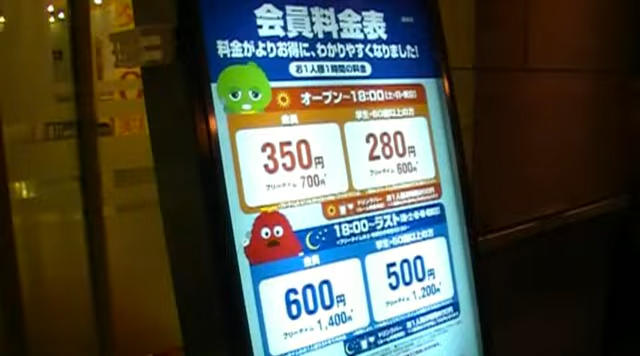 会員料金表
料金がよりお得に、わかりやすくなりました!
お1人様1時間の料金
オープン~18:00
会員
学生・60歳以上の方
350円
280円
フリータイム 700円
フリータイム 600円
18:00~ラスト
会員
学生・60歳以上の方
600円
500円
フリータイム 1,400円
フリータイム 1,200円